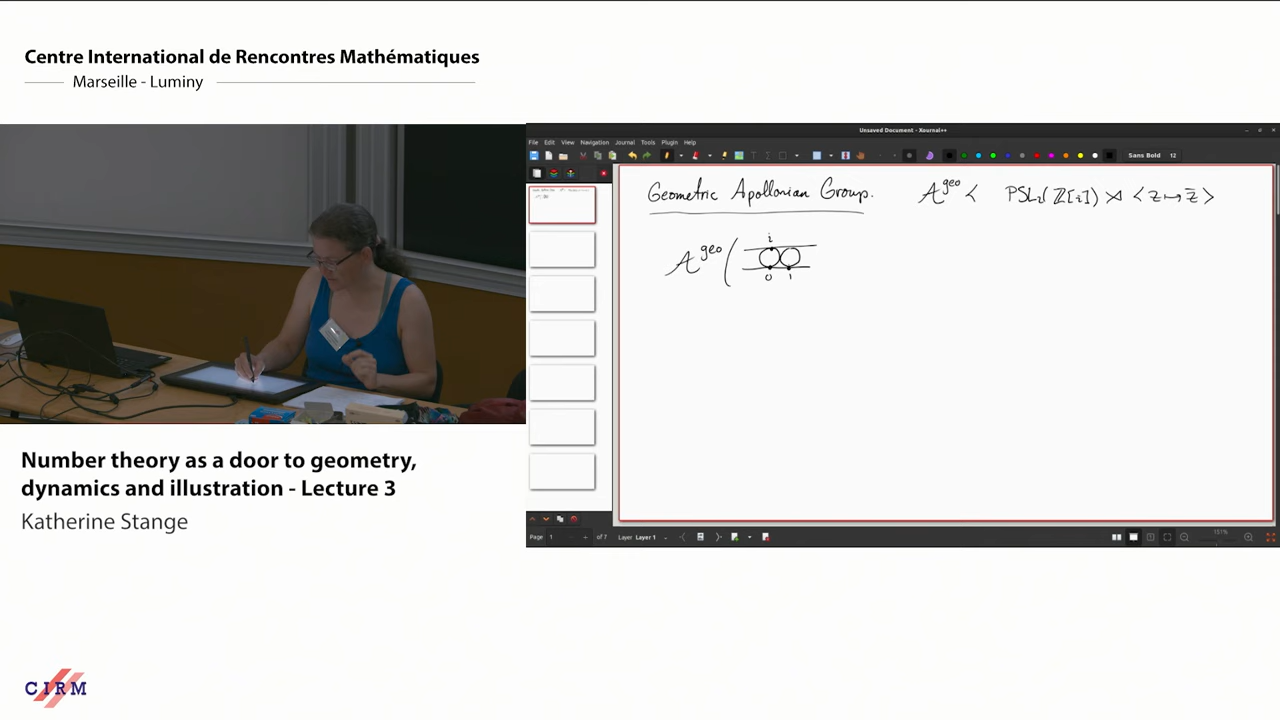 Centre International de Rencontres Mathématiques
Marseille - Luminy
Unsaved Document - Xournal++
File Edit View Navigation Journal Tools Plugin Help
Sans Bold 12
Geometric Apollonian Group. 𝒜^geo < PSL₂(ℤ[i]) ⋊ < z ↦ z̄ >
𝒜^geo (
i
0 1
Page 1 of 7 Layer Layer 1 151%
Number theory as a door to geometry,
dynamics and illustration - Lecture 3
Katherine Stange
CIRM